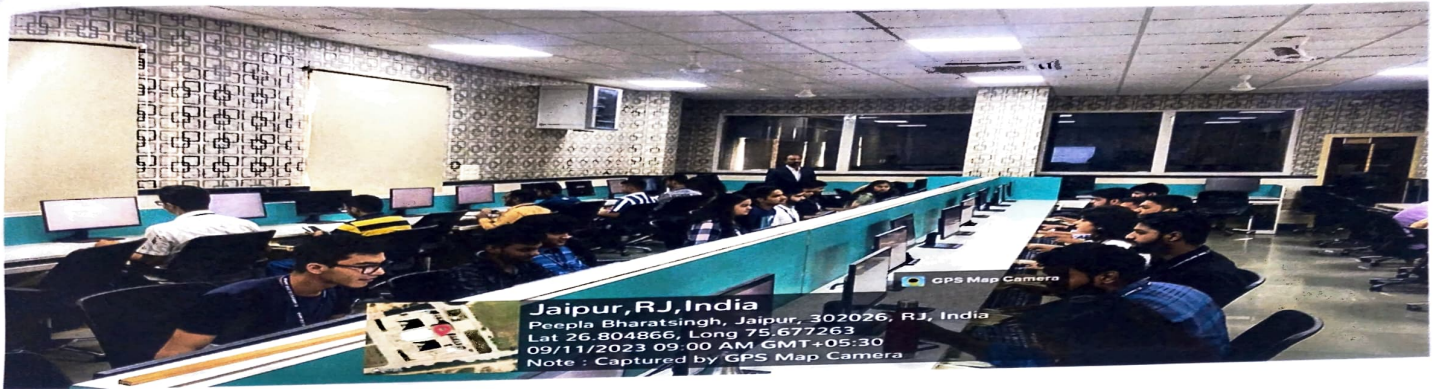 GPS Map Camera
Jaipur,RJ,India
Peepla Bharatsingh, Jaipur, 302026, RJ, India
Lat 26.804866, Long 75.677263
09/11/2023 09:00 AM GMT+05:30
Note : Captured by GPS Map Camera